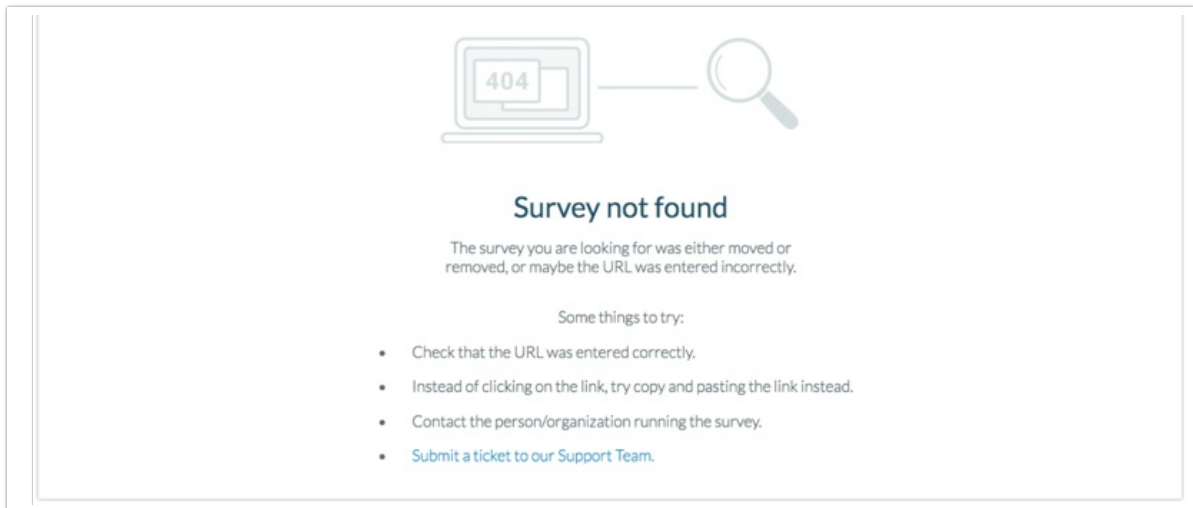 404
Survey not found
The survey you are looking for was either moved or
removed, or maybe the URL was entered incorrectly.
Some things to try:
• Check that the URL was entered correctly.
• Instead of clicking on the link, try copy and pasting the link instead.
• Contact the person/organization running the survey.
• Submit a ticket to our Support Team.